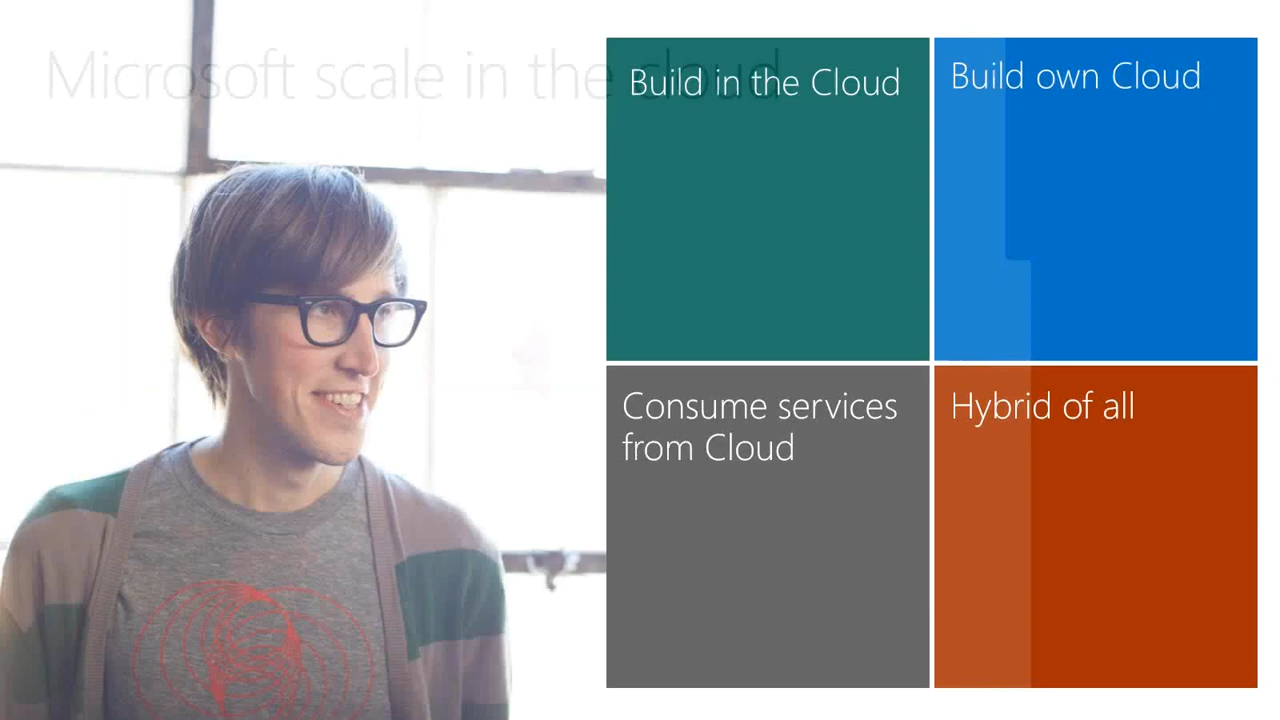 Microsoft scale in the cloud
Build in the Cloud
Build own Cloud
Consume services
from Cloud
Hybrid of all